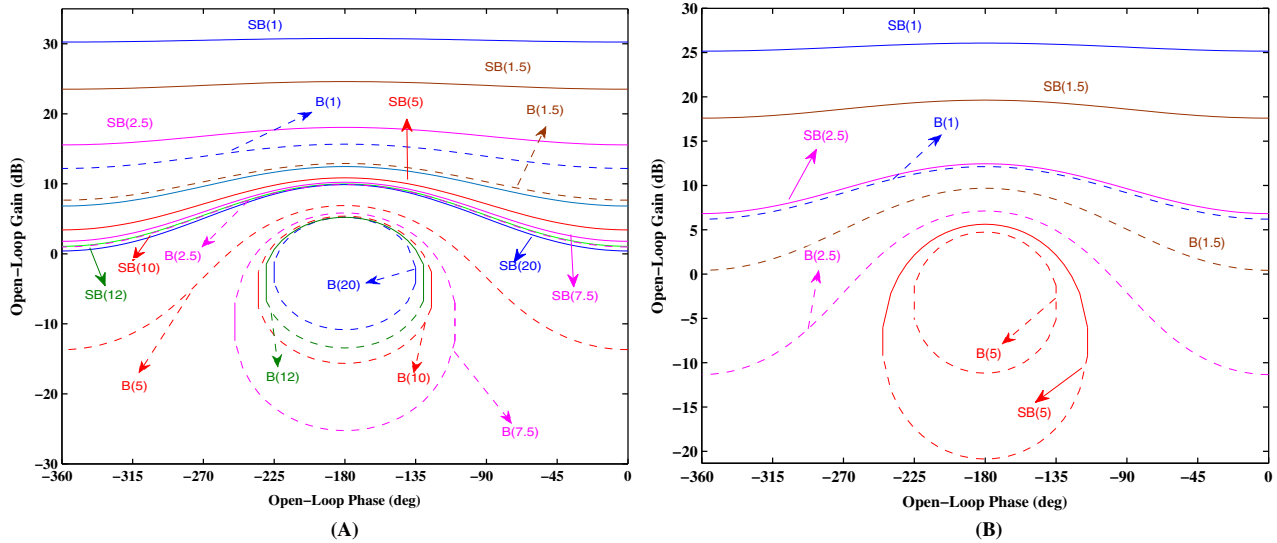 30
20
10
0
−10
−20
−30
Open−Loop Gain (dB)
SB(1)
SB(1.5)
SB(2.5)
B(1)
SB(5)
B(1.5)
SB(12)
SB(10)
B(2.5)
SB(20)
SB(7.5)
B(20)
B(5)
B(12)
B(10)
B(7.5)
−360 −315 −270 −225 −180 −135 −90 −45 0
Open−Loop Phase (deg)
(A)
30
25
20
15
10
5
0
−5
−10
−15
−20
Open−Loop Gain (dB)
SB(1)
SB(1.5)
SB(2.5)
B(1)
B(2.5)
B(1.5)
B(5)
SB(5)
−360 −315 −270 −225 −180 −135 −90 −45 0
Open−Loop Phase (deg)
(B)